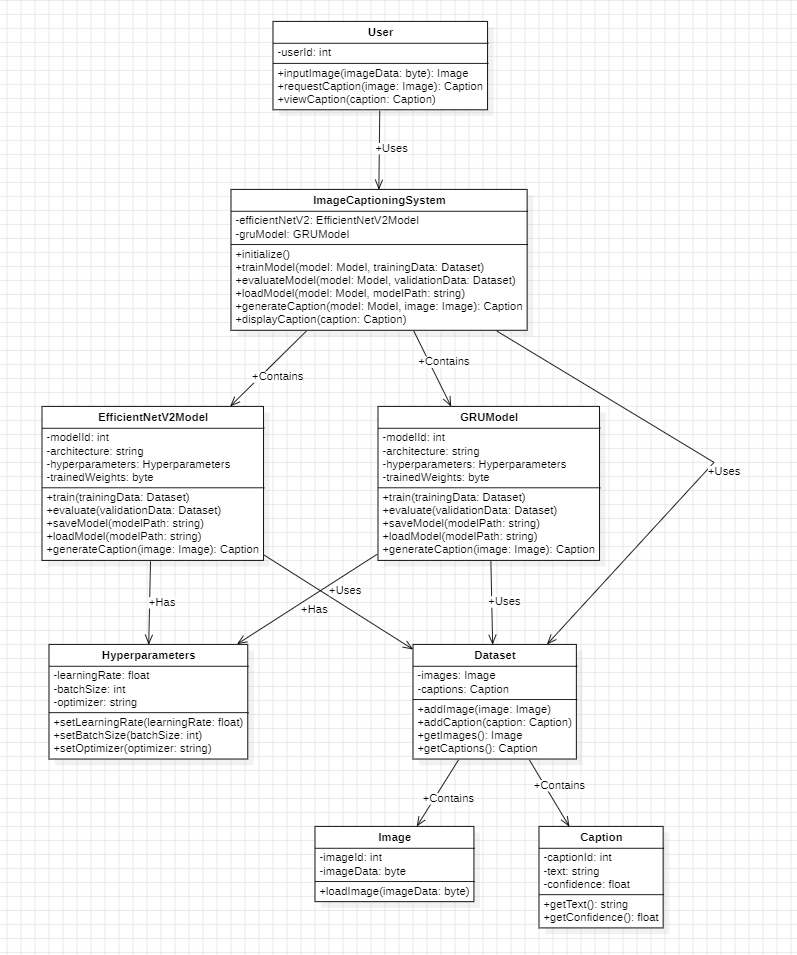 User
-userId: int
+inputImage(imageData: byte): Image
+requestCaption(image: Image): Caption
+viewCaption(caption: Caption)
+Uses
ImageCaptioningSystem
-efficientNetV2: EfficientNetV2Model
-gruModel: GRUModel
+initialize()
+trainModel(model: Model, trainingData: Dataset)
+evaluateModel(model: Model, validationData: Dataset)
+loadModel(model: Model, modelPath: string)
+generateCaption(model: Model, image: Image): Caption
+displayCaption(caption: Caption)
+Contains
+Contains
+Uses
EfficientNetV2Model
-modelId: int
-architecture: string
-hyperparameters: Hyperparameters
-trainedWeights: byte
+train(trainingData: Dataset)
+evaluate(validationData: Dataset)
+saveModel(modelPath: string)
+loadModel(modelPath: string)
+generateCaption(image: Image): Caption
GRUModel
-modelId: int
-architecture: string
-hyperparameters: Hyperparameters
-trainedWeights: byte
+train(trainingData: Dataset)
+evaluate(validationData: Dataset)
+saveModel(modelPath: string)
+loadModel(modelPath: string)
+generateCaption(image: Image): Caption
+Has
+Uses
+Has
+Uses
Hyperparameters
-learningRate: float
-batchSize: int
-optimizer: string
+setLearningRate(learningRate: float)
+setBatchSize(batchSize: int)
+setOptimizer(optimizer: string)
Dataset
-images: Image
-captions: Caption
+addImage(image: Image)
+addCaption(caption: Caption)
+getImages(): Image
+getCaptions(): Caption
+Contains
+Contains
Image
-imageId: int
-imageData: byte
+loadImage(imageData: byte)
Caption
-captionId: int
-text: string
-confidence: float
+getText(): string
+getConfidence(): float